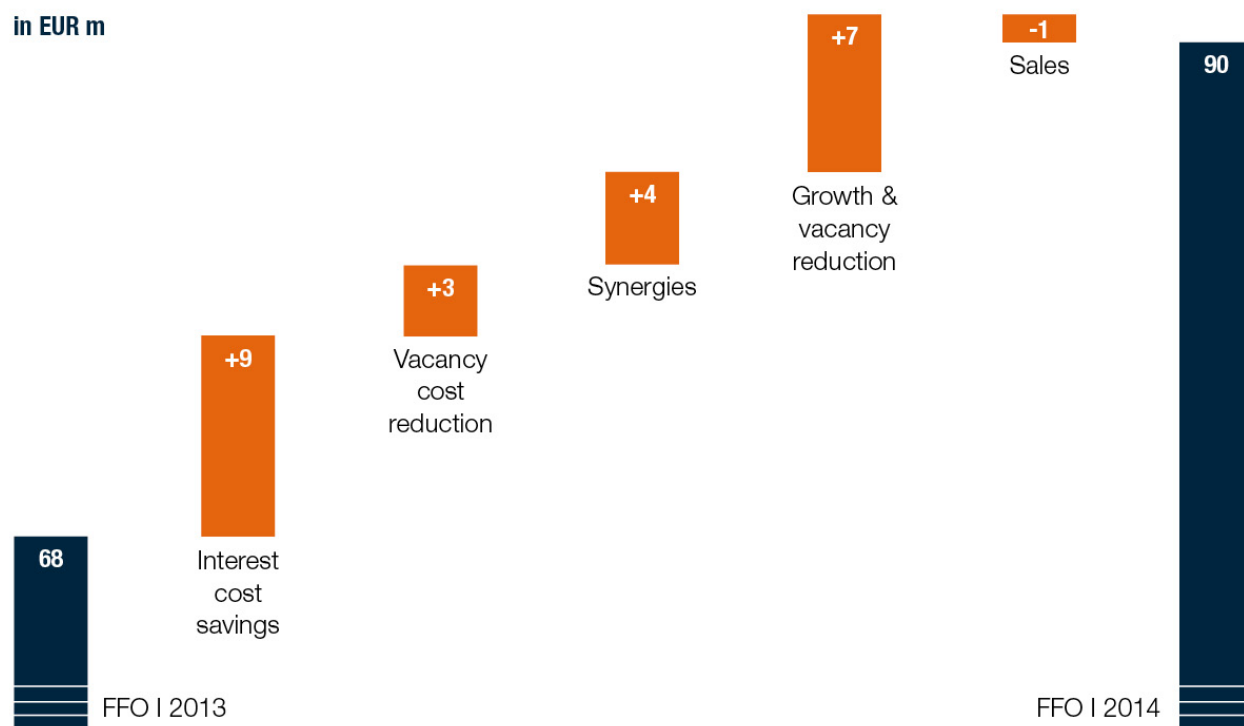 in EUR m
68
FFO I 2013
+9
Interest
cost
savings
+3
Vacancy
cost
reduction
+4
Synergies
+7
Growth &
vacancy
reduction
-1
Sales
90
FFO I 2014